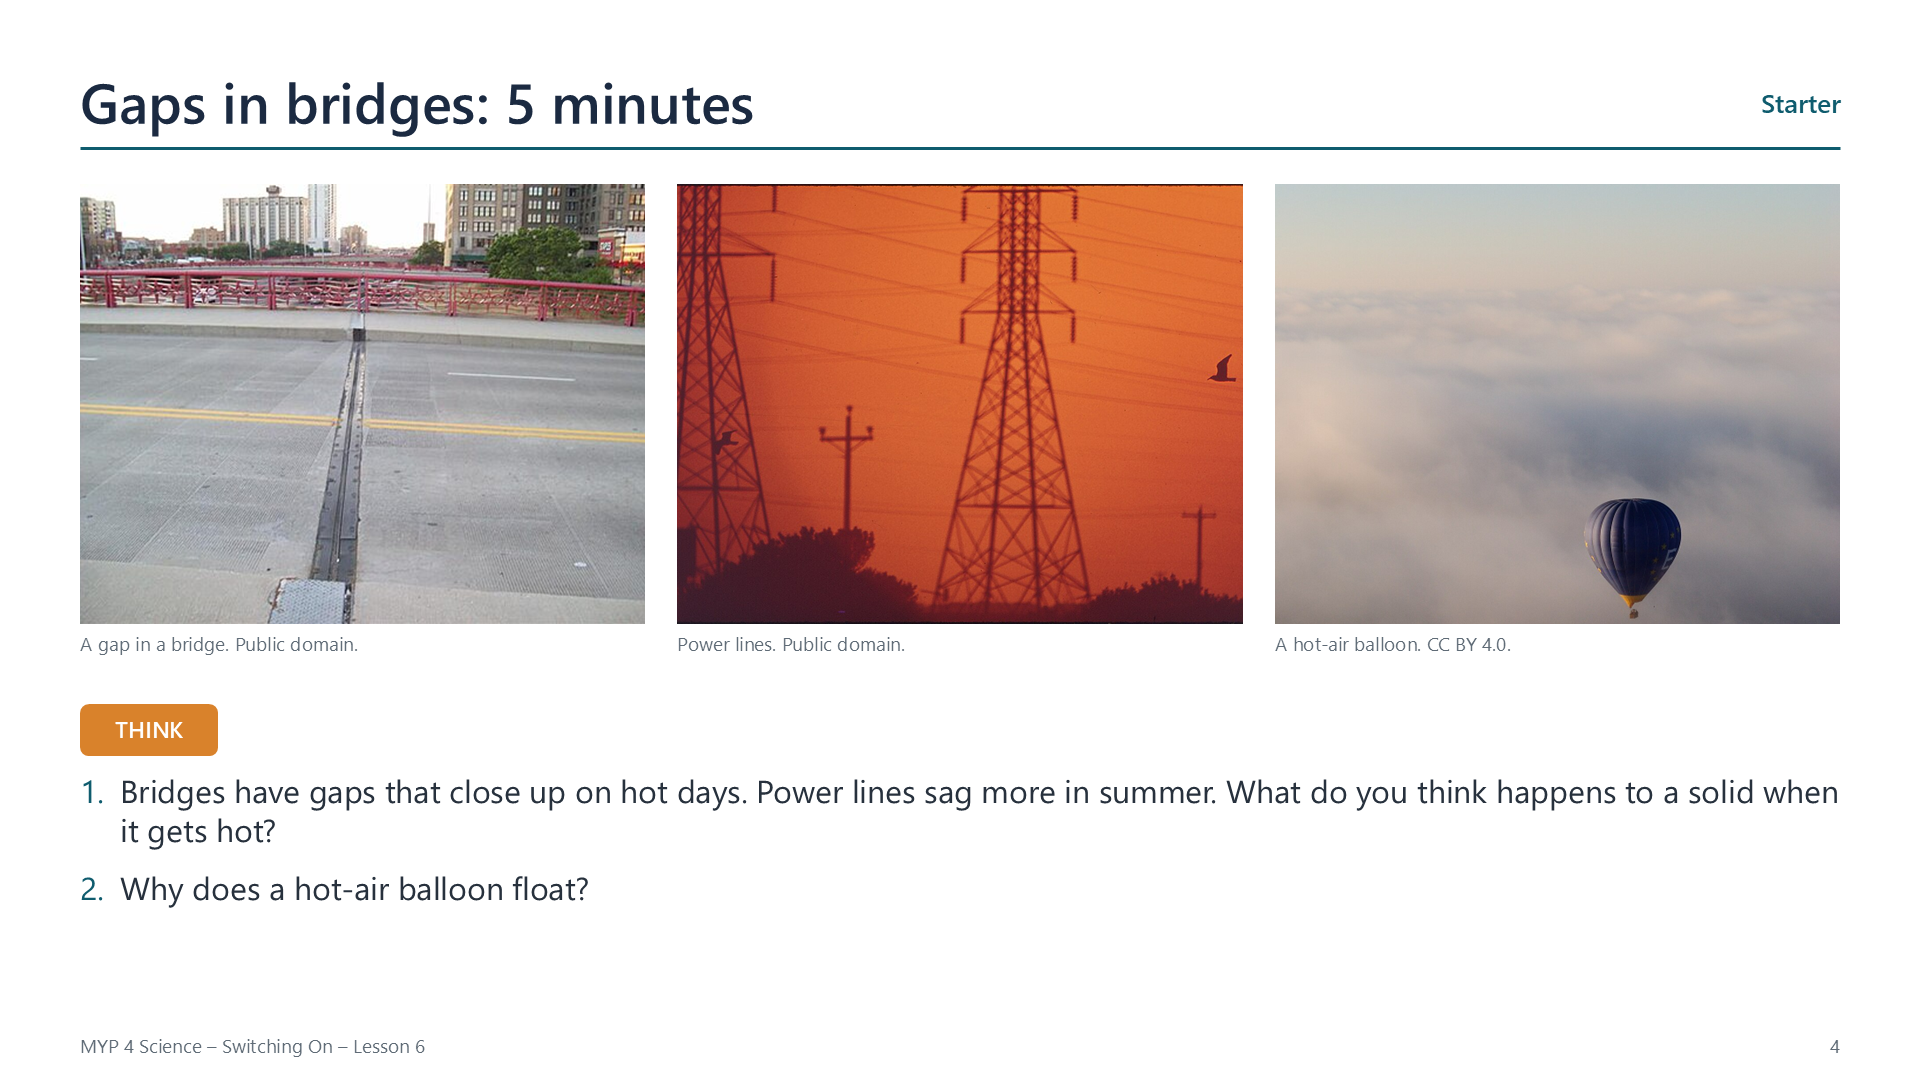 Gaps in bridges: 5 minutes
Starter
A gap in a bridge. Public domain.
Power lines. Public domain.
A hot-air balloon. CC BY 4.0.
THINK
1. Bridges have gaps that close up on hot days. Power lines sag more in summer. What do you think happens to a solid when
it gets hot?
2. Why does a hot-air balloon float?
MYP 4 Science – Switching On – Lesson 6
4